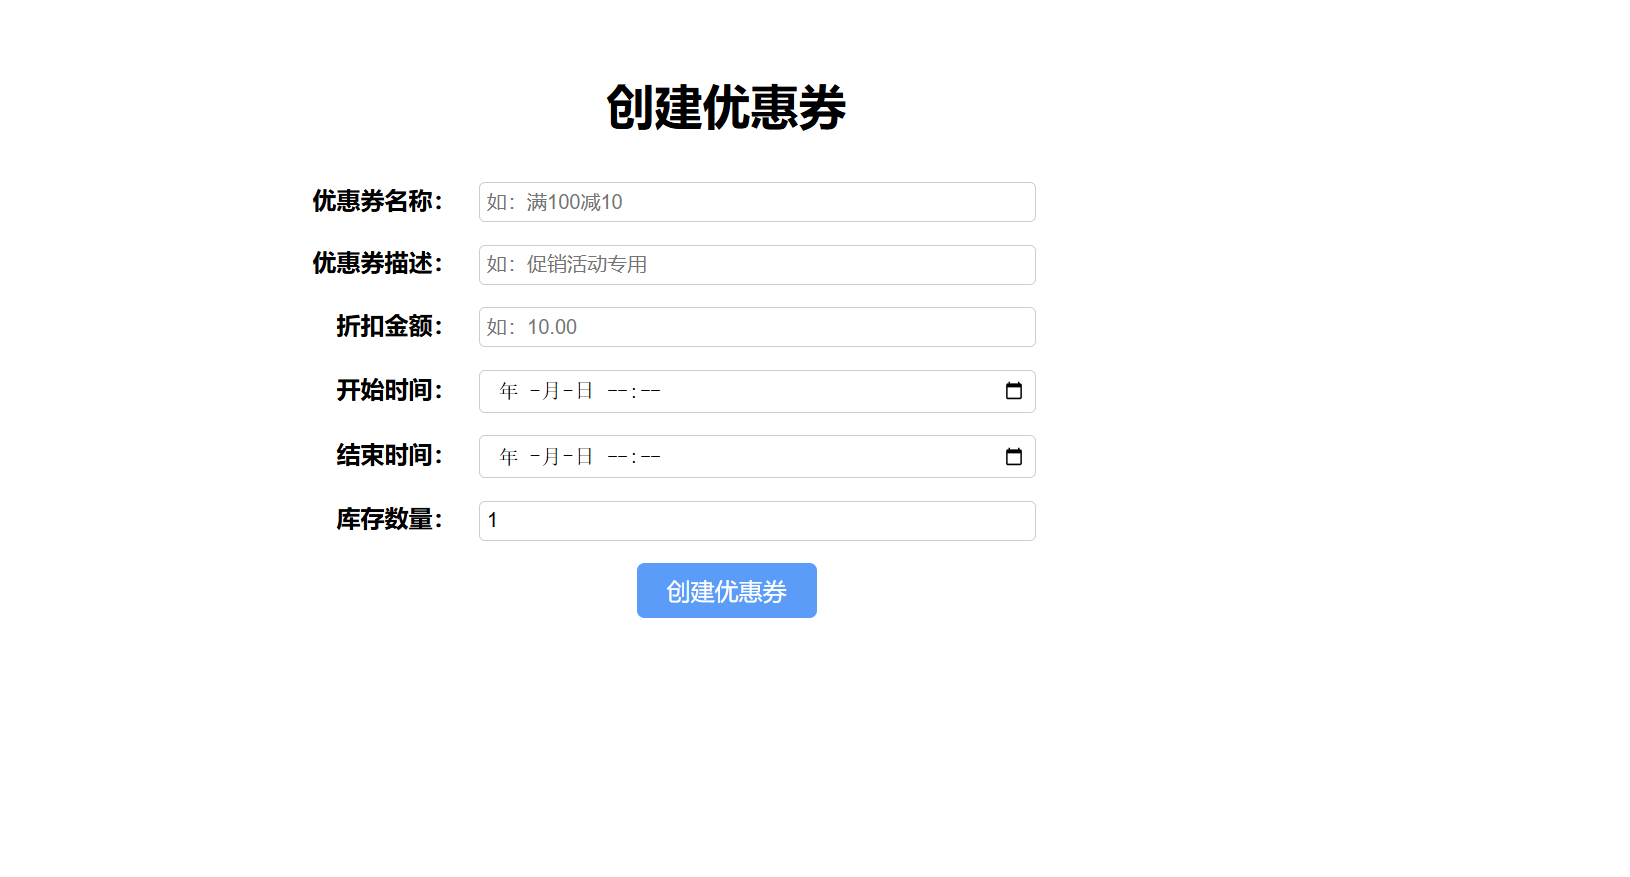 创建优惠券
优惠券名称： 如：满100减10
优惠券描述： 如：促销活动专用
折扣金额： 如：10.00
开始时间： 年 -月-日 --:--
结束时间： 年 -月-日 --:--
库存数量： 1
创建优惠券